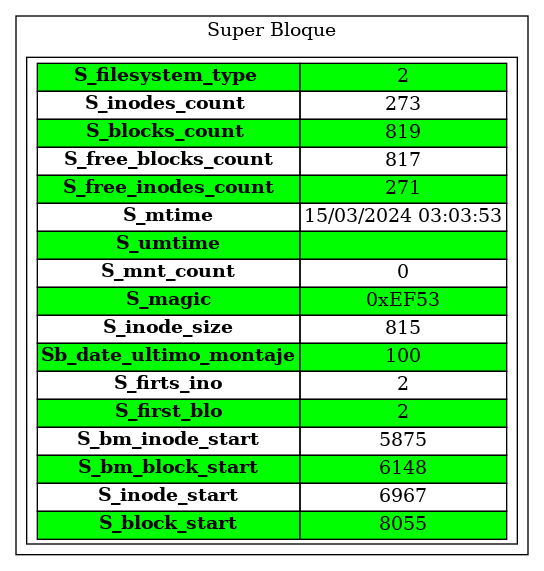 Super Bloque
S_filesystem_type 2
S_inodes_count 273
S_blocks_count 819
S_free_blocks_count 817
S_free_inodes_count 271
S_mtime 15/03/2024 03:03:53
S_umtime
S_mnt_count 0
S_magic 0xEF53
S_inode_size 815
Sb_date_ultimo_montaje 100
S_firts_ino 2
S_first_blo 2
S_bm_inode_start 5875
S_bm_block_start 6148
S_inode_start 6967
S_block_start 8055